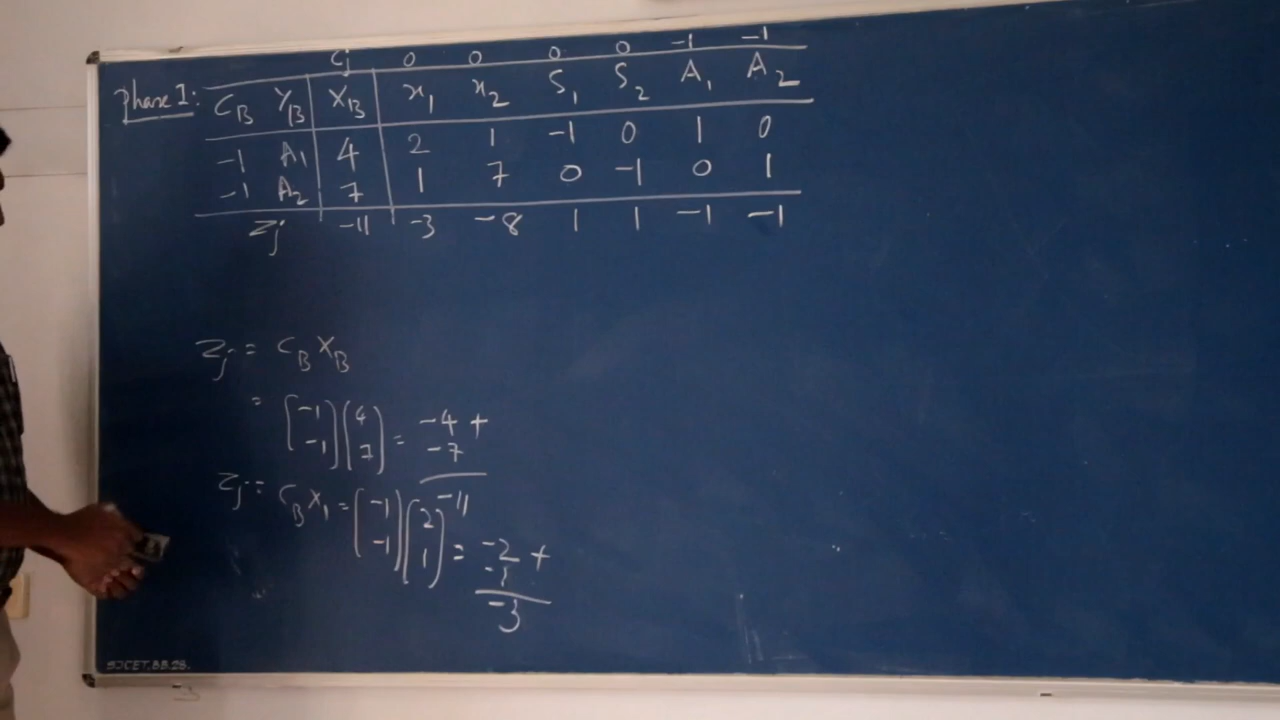 Cj 0 0 0 0 -1 -1
Phase 1: CB YB XB x1 x2 S1 S2 A1 A2
-1 A1 4 2 1 -1 0 1 0
-1 A2 7 1 7 0 -1 0 1
Zj -11 -3 -8 1 1 -1 -1
Zj = CB XB
= [-1 -1] (4 7) = -4 + -7
-11
Zj = CB X1 = [-1 -1] [2 1] = -2 + -1
-3
SJCET.BB.28.